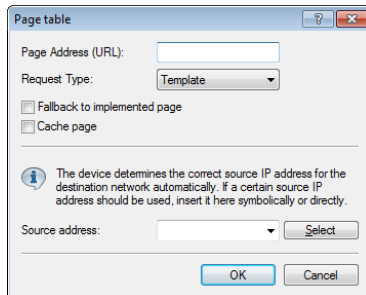 Page table
Page Address (URL):
Request Type: Template
Fallback to implemented page
Cache page
The device determines the correct source IP address for the
destination network automatically. If a certain source IP
address should be used, insert it here symbolically or directly.
Source address: Select
OK Cancel